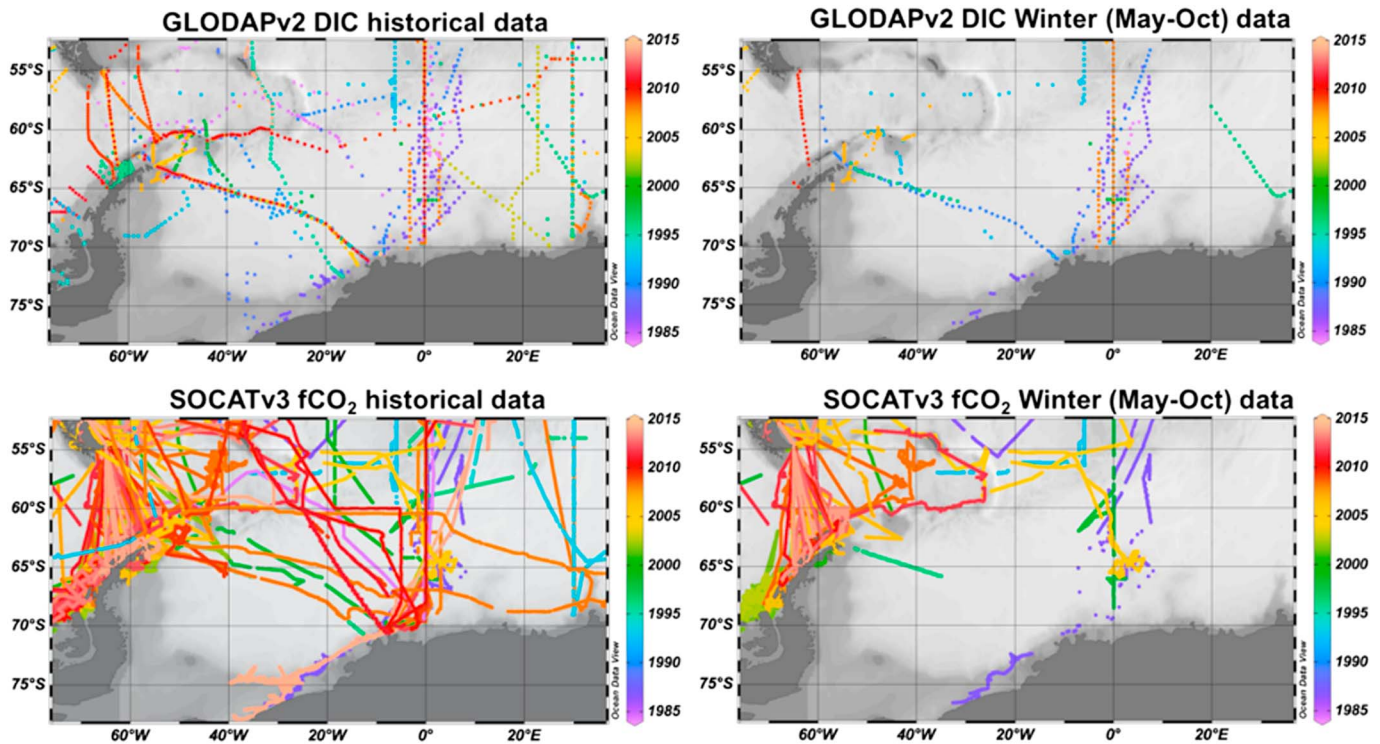 GLODAPv2 DIC historical data
55°S
60°S
65°S
70°S
75°S
60°W
40°W
20°W
0°
20°E
Ocean Data View
2015
2010
2005
2000
1995
1990
1985
GLODAPv2 DIC Winter (May-Oct) data
55°S
60°S
65°S
70°S
75°S
60°W
40°W
20°W
0°
20°E
Ocean Data View
2015
2010
2005
2000
1995
1990
1985
SOCATv3 fCO₂ historical data
55°S
60°S
65°S
70°S
75°S
60°W
40°W
20°W
0°
20°E
Ocean Data View
2015
2010
2005
2000
1995
1990
1985
SOCATv3 fCO₂ Winter (May-Oct) data
55°S
60°S
65°S
70°S
75°S
60°W
40°W
20°W
0°
20°E
Ocean Data View
2015
2010
2005
2000
1995
1990
1985